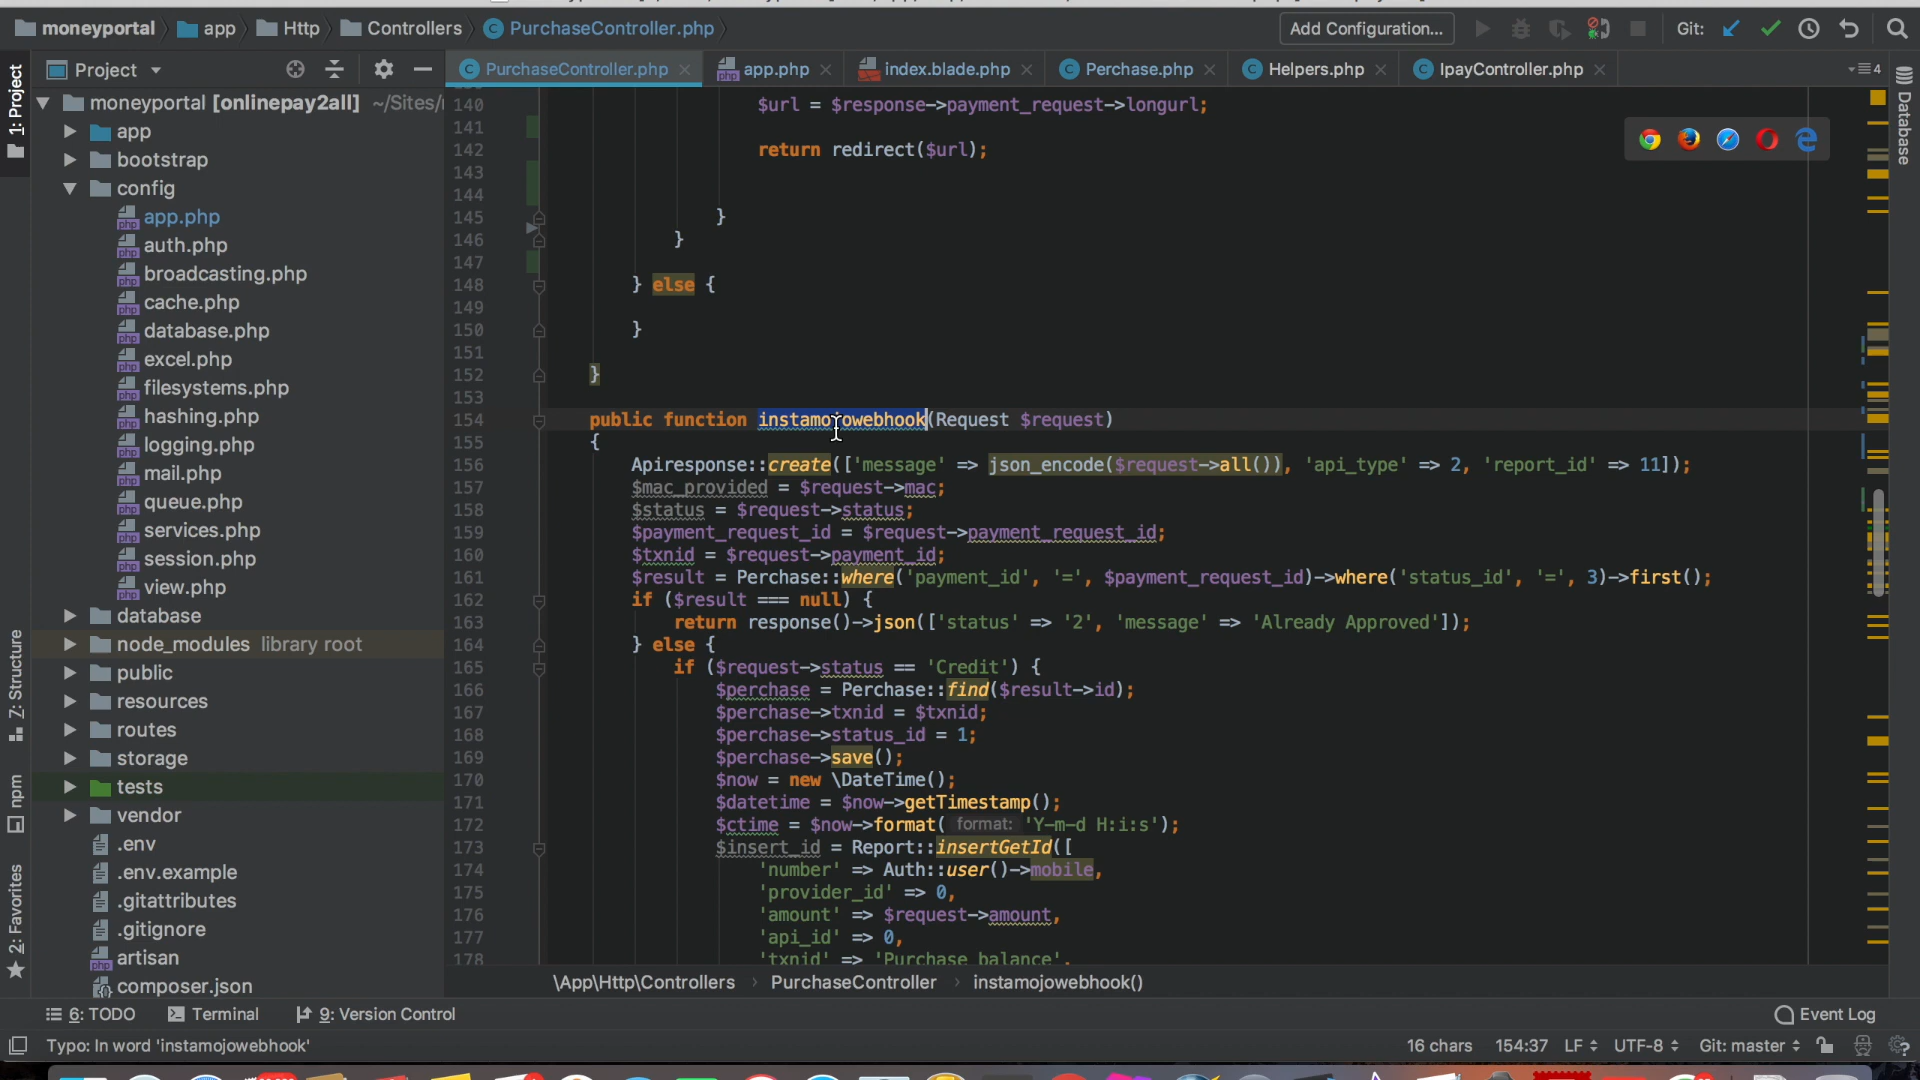 moneyportal
app
Http
Controllers
PurchaseController.php
Add Configuration...
Git:
Project
PurchaseController.php
app.php
index.blade.php
Perchase.php
Helpers.php
IpayController.php
4
1: Project
Z: Structure
npm
2: Favorites
Database
moneyportal [onlinepay2all] ~/Sites/
app
bootstrap
config
app.php
auth.php
broadcasting.php
cache.php
database.php
excel.php
filesystems.php
hashing.php
logging.php
mail.php
queue.php
services.php
session.php
view.php
database
node_modules library root
public
resources
routes
storage
tests
vendor
.env
.env.example
.gitattributes
.gitignore
artisan
composer.json
140 $url = $response->payment_request->longurl;
141
142 return redirect($url);
143
144
145 }
146 }
147
148 } else {
149
150 }
151
152 }
153
154 public function instamojowebhook(Request $request)
155 {
156 Apiresponse::create(['message' => json_encode($request->all()), 'api_type' => 2, 'report_id' => 11]);
157 $mac_provided = $request->mac;
158 $status = $request->status;
159 $payment_request_id = $request->payment_request_id;
160 $txnid = $request->payment_id;
161 $result = Perchase::where('payment_id', '=', $payment_request_id)->where('status_id', '=', 3)->first();
162 if ($result === null) {
163 return response()->json(['status' => '2', 'message' => 'Already Approved']);
164 } else {
165 if ($request->status == 'Credit') {
166 $perchase = Perchase::find($result->id);
167 $perchase->txnid = $txnid;
168 $perchase->status_id = 1;
169 $perchase->save();
170 $now = new \DateTime();
171 $datetime = $now->getTimestamp();
172 $ctime = $now->format( format: 'Y-m-d H:i:s');
173 $insert_id = Report::insertGetId([
174 'number' => Auth::user()->mobile,
175 'provider_id' => 0,
176 'amount' => $request->amount,
177 'api_id' => 0,
178 'txnid' => 'Purchase balance',
\App\Http\Controllers
PurchaseController
instamojowebhook()
6: TODO
Terminal
9: Version Control
Event Log
Typo: In word 'instamojowebhook'
16 chars
154:37
LF
UTF-8
Git: master